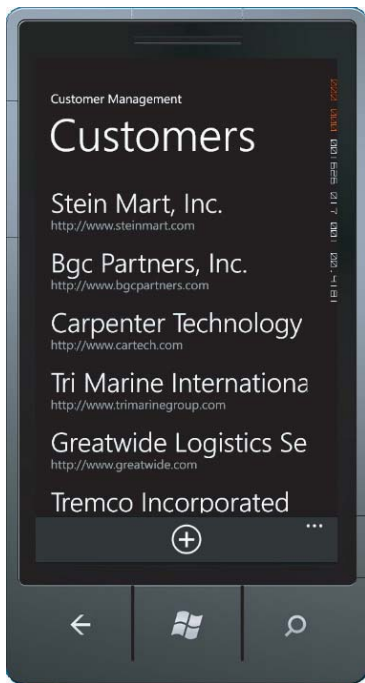 Customer Management
Customers
Stein Mart, Inc.
http://www.steinmart.com
Bgc Partners, Inc.
http://www.bgcpartners.com
Carpenter Technology
http://www.cartech.com
Tri Marine Internationa
http://www.trimarinegroup.com
Greatwide Logistics Se
http://www.greatwide.com
Tremco Incorporated